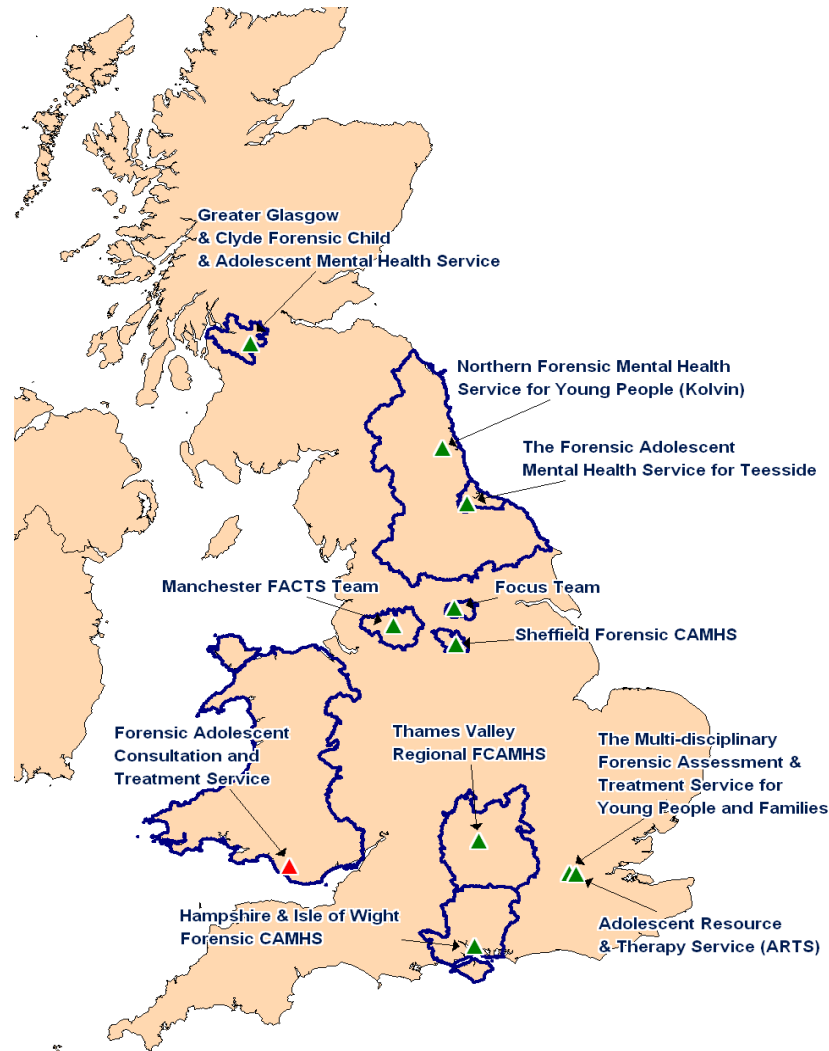 Greater Glasgow
& Clyde Forensic Child
& Adolescent Mental Health Service
Northern Forensic Mental Health
Service for Young People (Kolvin)
The Forensic Adolescent
Mental Health Service for Teesside
Manchester FACTS Team
Focus Team
Sheffield Forensic CAMHS
Forensic Adolescent
Consultation and
Treatment Service
Thames Valley
Regional FCAMHS
The Multi-disciplinary
Forensic Assessment &
Treatment Service for
Young People and Families
Hampshire & Isle of Wight
Forensic CAMHS
Adolescent Resource
& Therapy Service (ARTS)